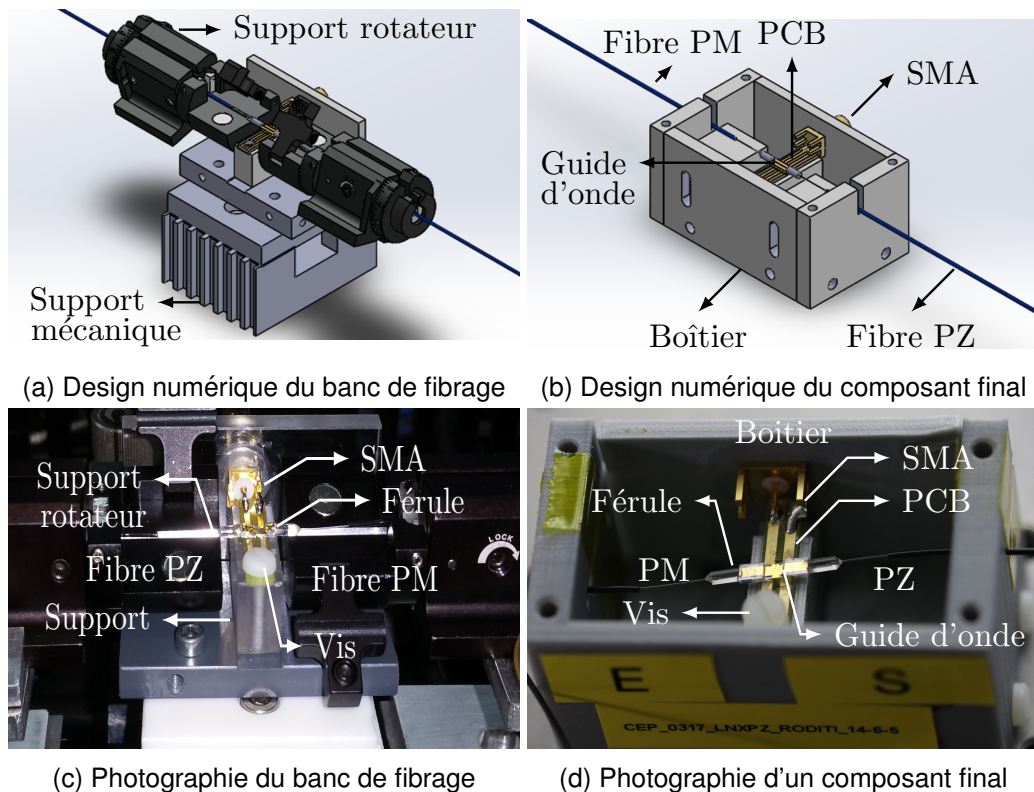 Support rotateur
Support
mécanique
(a) Design numérique du banc de fibrage
Fibre PM
PCB
SMA
Guide
d'onde
Boîtier
Fibre PZ
(b) Design numérique du composant final
SMA
Support
rotateur
Férule
LOCK
Fibre PZ
Fibre PM
Support
Vis
(c) Photographie du banc de fibrage
Boitier
SMA
Férule
PCB
PM
PZ
Vis
Guide d'onde
E
S
CEP_0317_LNXPZ_RODITI_14-6-5
(d) Photographie d'un composant final